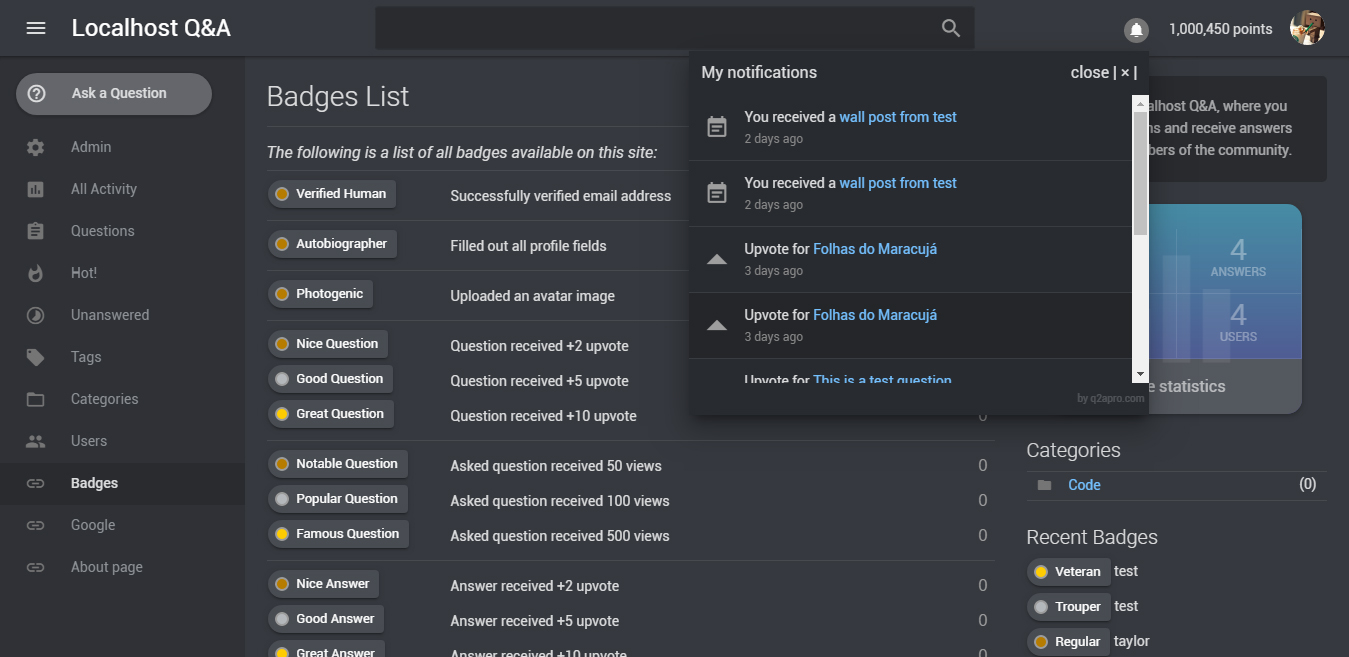 Localhost Q&A
1,000,450 points
Ask a Question
Admin
All Activity
Questions
Hot!
Unanswered
Tags
Categories
Users
Badges
Google
About page
Badges List
The following is a list of all badges available on this site:
Verified Human Successfully verified email address
Autobiographer Filled out all profile fields
Photogenic Uploaded an avatar image
Nice Question Question received +2 upvote
Good Question Question received +5 upvote
Great Question Question received +10 upvote 0
Notable Question Asked question received 50 views 0
Popular Question Asked question received 100 views 0
Famous Question Asked question received 500 views 0
Nice Answer Answer received +2 upvote 0
Good Answer Answer received +5 upvote 0
Great Answer Answer received +10 upvote 0
My notifications close | × |
You received a wall post from test
2 days ago
You received a wall post from test
2 days ago
Upvote for Folhas do Maracujá
3 days ago
Upvote for Folhas do Maracujá
3 days ago
Upvote for This is a test question
by q2apro.com
alhost Q&A, where you
ns and receive answers
bers of the community.
4
ANSWERS
4
USERS
e statistics
Categories
Code (0)
Recent Badges
Veteran test
Trouper test
Regular taylor